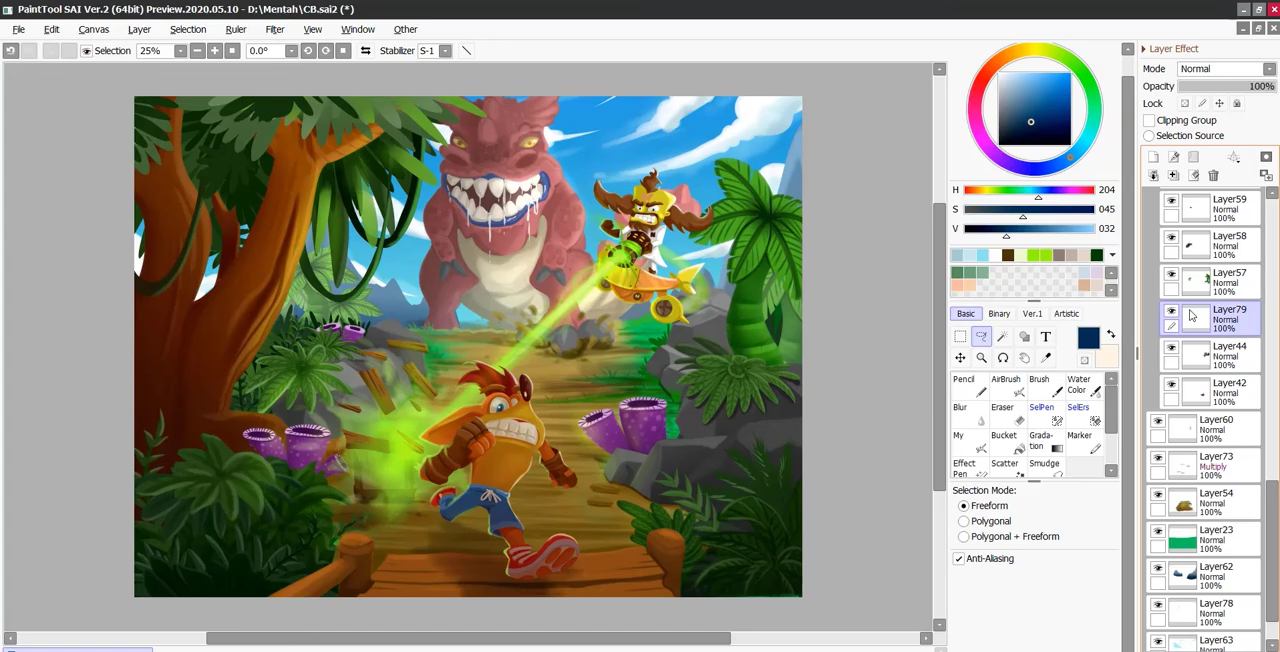 PaintTool SAI Ver.2 (64bit) Preview.2020.05.10 - D:\Mentah\CB.sai2 (*)
File Edit Canvas Layer Selection Ruler Filter View Window Other
Selection 25% 0.0° Stabilizer S-1
Layer Effect
Mode Normal
Opacity 100%
Lock
Clipping Group
Selection Source
H 204
S 045
V 032
Basic Binary Ver.1 Artistic
T
Pencil AirBrush Brush Water Color
Blur Eraser SelPen SelErs
My Bucket Grada-tion Marker
Effect Pen Scatter Smudge
Selection Mode:
Freeform
Polygonal
Polygonal + Freeform
Anti-Aliasing
Layer59
Normal
100%
Layer58
Normal
100%
Layer57
Normal
100%
Layer79
Normal
100%
Layer44
Normal
100%
Layer42
Normal
100%
Layer60
Normal
100%
Layer73
Multiply
100%
Layer54
Normal
100%
Layer23
Normal
100%
Layer62
Normal
100%
Layer78
Normal
100%
Layer63
Normal